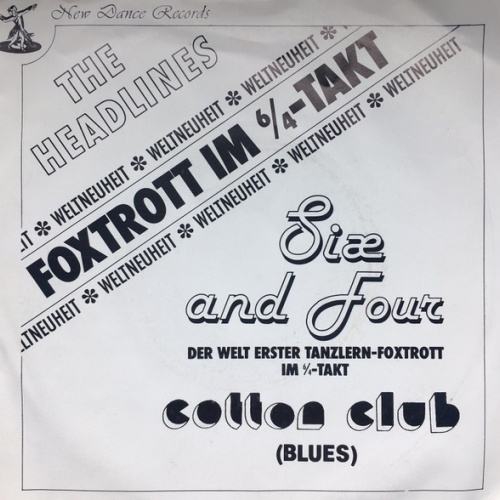 New Dance Records
THE
HEADLINES
WELTNEUHEIT * WELTNEUHEIT * WELTNEUHEIT *
FOXTROTT IM 6/4-TAKT
WELTNEUHEIT * WELTNEUHEIT * WELTNEUHEIT * WELTNEUHEIT
Six
and Four
DER WELT ERSTER TANZLERN-FOXTROTT
IM 6/4-TAKT
cotton club
(BLUES)